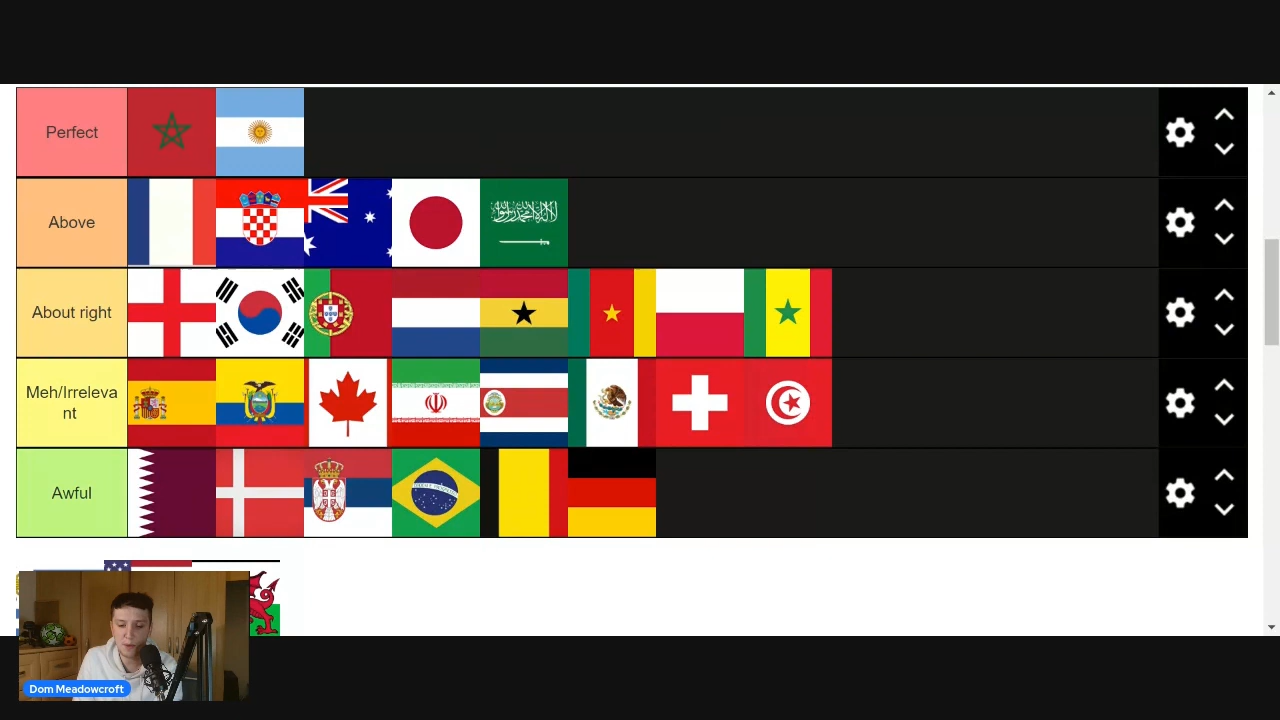 Perfect
Above
About right
Meh/Irreleva
nt
Awful
Dom Meadowcroft